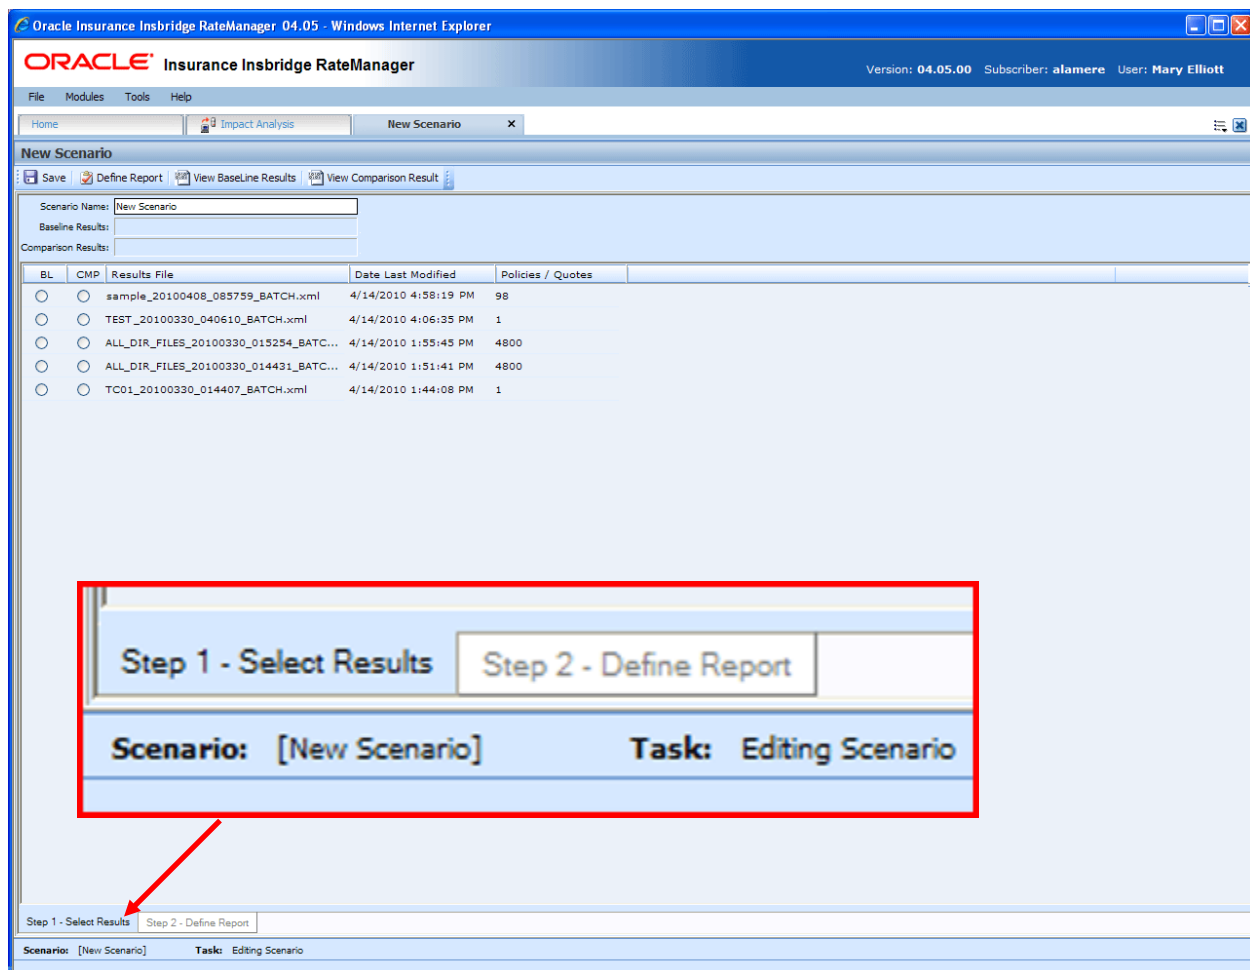 Oracle Insurance Insbridge RateManager 04.05 - Windows Internet Explorer
ORACLE Insurance Insbridge RateManager
Version: 04.05.00 Subscriber: alamere User: Mary Elliott
File Modules Tools Help
Home Impact Analysis New Scenario x
New Scenario
Save Define Report View BaseLine Results View Comparison Result
Scenario Name: New Scenario
Baseline Results:
Comparison Results:
BL CMP Results File Date Last Modified Policies / Quotes
sample_20100408_085759_BATCH.xml 4/14/2010 4:58:19 PM 98
TEST_20100330_040610_BATCH.xml 4/14/2010 4:06:35 PM 1
ALL_DIR_FILES_20100330_015254_BATC... 4/14/2010 1:55:45 PM 4800
ALL_DIR_FILES_20100330_014431_BATC... 4/14/2010 1:51:41 PM 4800
TC01_20100330_014407_BATCH.xml 4/14/2010 1:44:08 PM 1
Step 1 - Select Results Step 2 - Define Report
Scenario: [New Scenario] Task: Editing Scenario
Step 1 - Select Results Step 2 - Define Report
Scenario: [New Scenario] Task: Editing Scenario